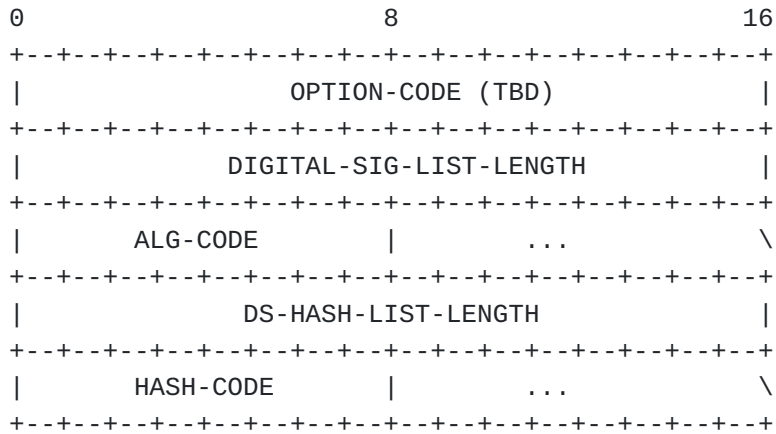 0                       8                      16
+--+--+--+--+--+--+--+--+--+--+--+--+--+--+--+--+
|                 OPTION-CODE (TBD)             |
+--+--+--+--+--+--+--+--+--+--+--+--+--+--+--+--+
|             DIGITAL-SIG-LIST-LENGTH           |
+--+--+--+--+--+--+--+--+--+--+--+--+--+--+--+--+
|       ALG-CODE        |        ...            \
+--+--+--+--+--+--+--+--+--+--+--+--+--+--+--+--+
|              DS-HASH-LIST-LENGTH              |
+--+--+--+--+--+--+--+--+--+--+--+--+--+--+--+--+
|       HASH-CODE       |        ...            \
+--+--+--+--+--+--+--+--+--+--+--+--+--+--+--+--+